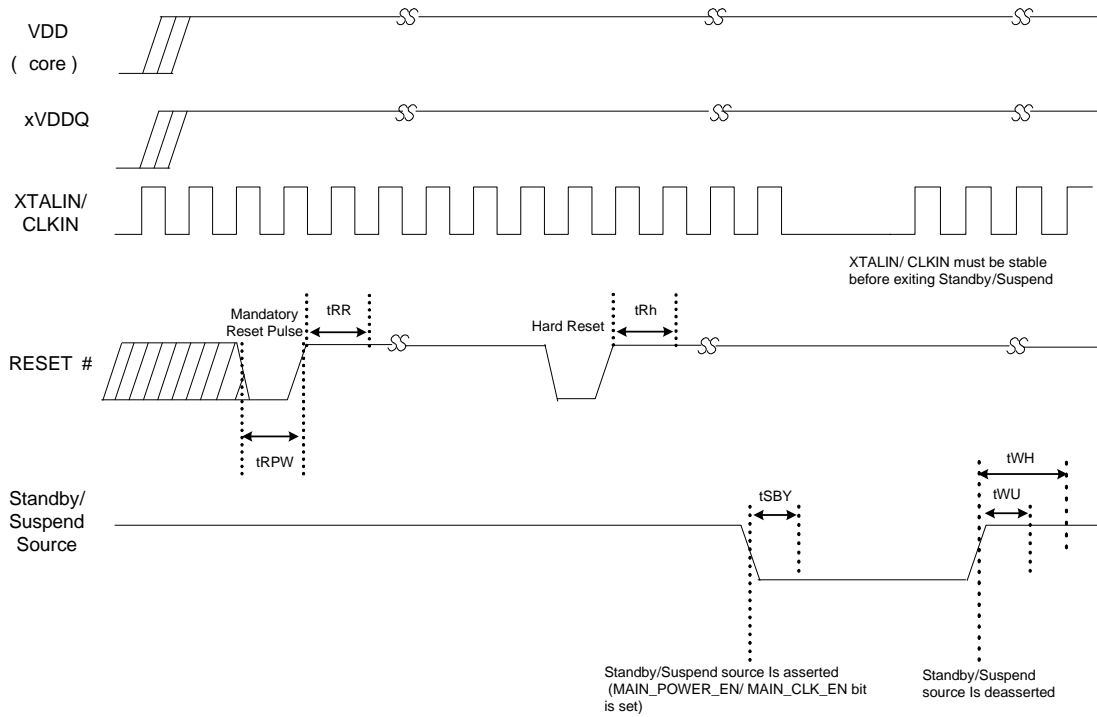 VDD
( core )
xVDDQ
XTALIN/
CLKIN
XTALIN/ CLKIN must be stable
before exiting Standby/Suspend
Mandatory
Reset Pulse
tRR
Hard Reset
tRh
RESET #
tRPW
tWH
tSBY
tWU
Standby/
Suspend
Source
Standby/Suspend source Is asserted
(MAIN_POWER_EN/ MAIN_CLK_EN bit
is set)
Standby/Suspend
source Is deasserted